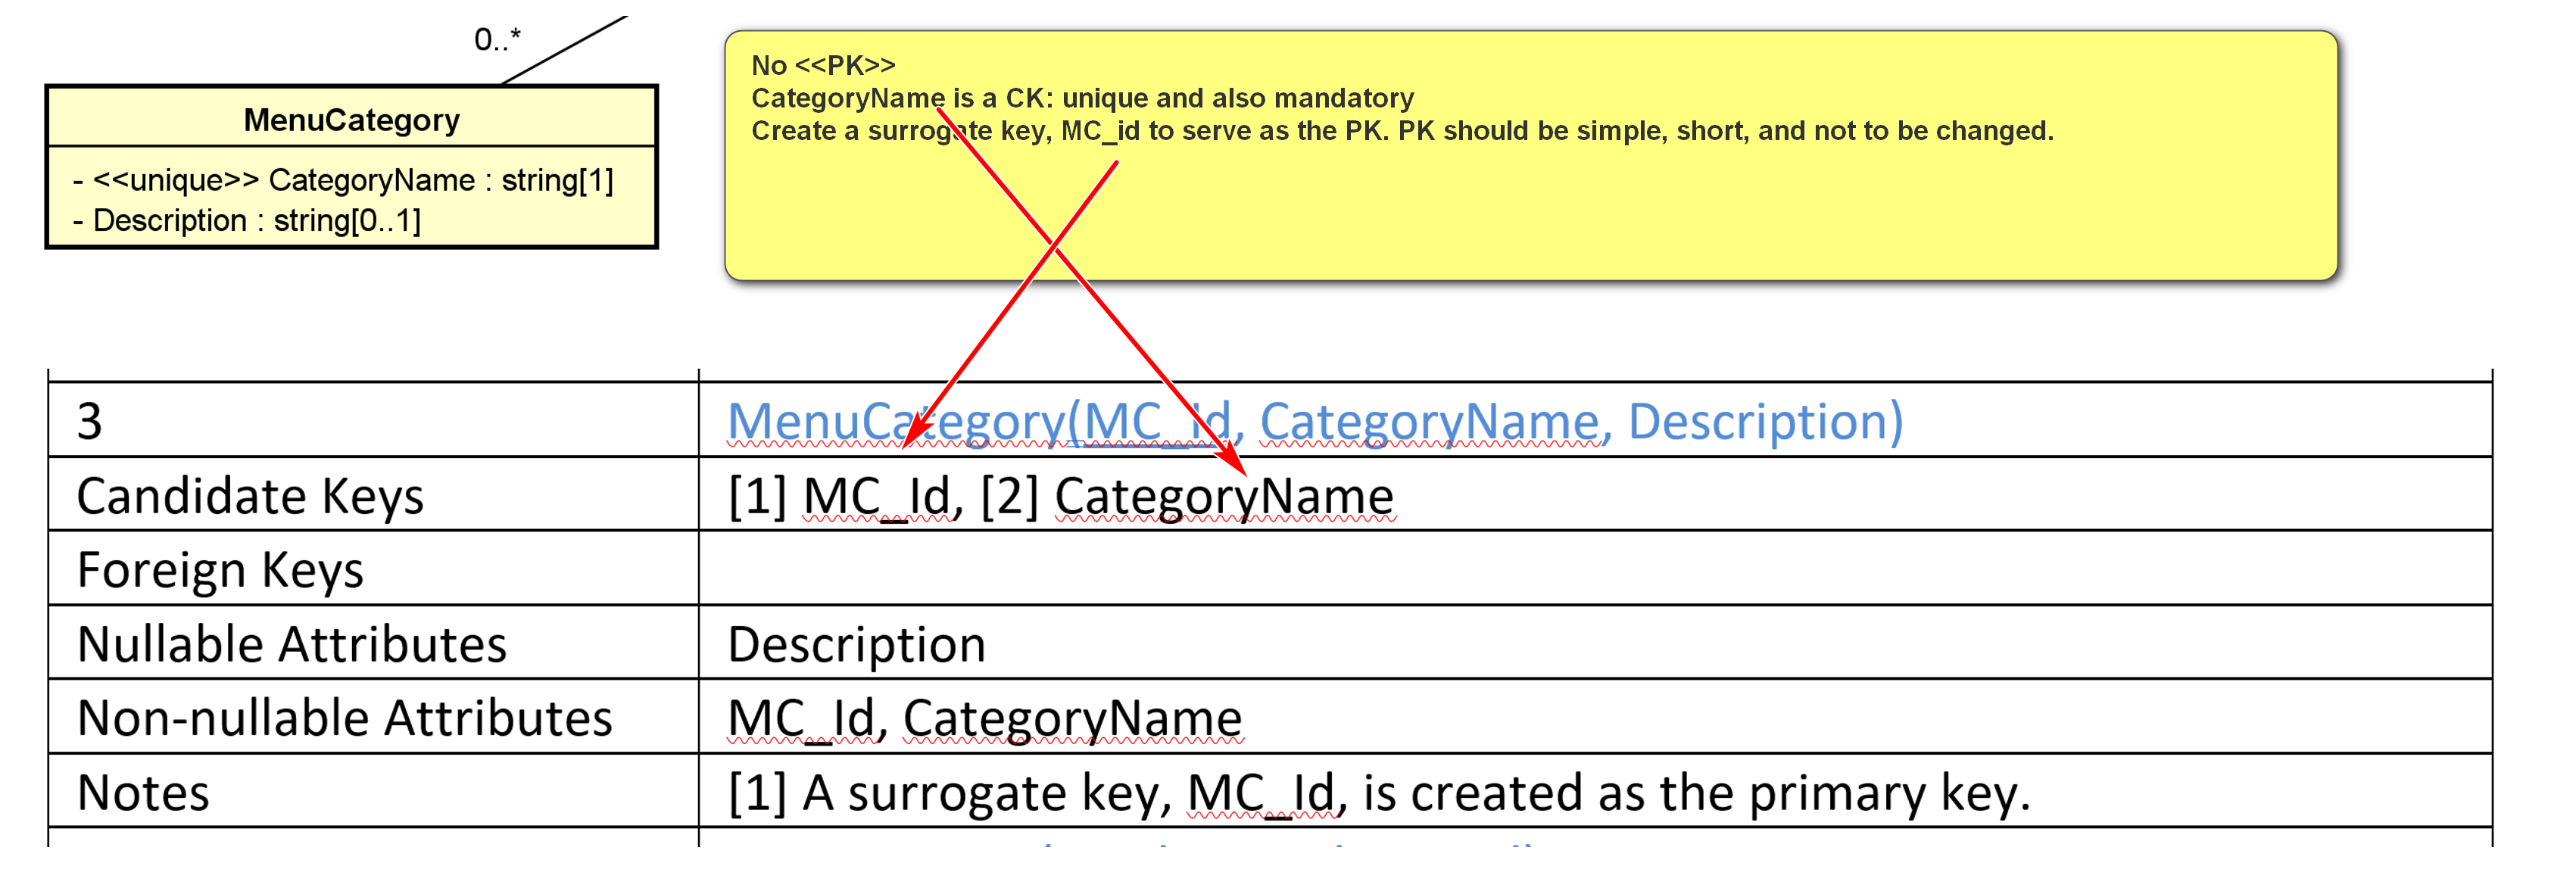 0..*
MenuCategory
- <<unique>> CategoryName : string[1]
- Description : string[0..1]
No <<PK>>
CategoryName is a CK: unique and also mandatory
Create a surrogate key, MC_id to serve as the PK. PK should be simple, short, and not to be changed.
3
MenuCategory(MC_Id, CategoryName, Description)
Candidate Keys
[1] MC_Id, [2] CategoryName
Foreign Keys
Nullable Attributes
Description
Non-nullable Attributes
MC_Id, CategoryName
Notes
[1] A surrogate key, MC_Id, is created as the primary key.